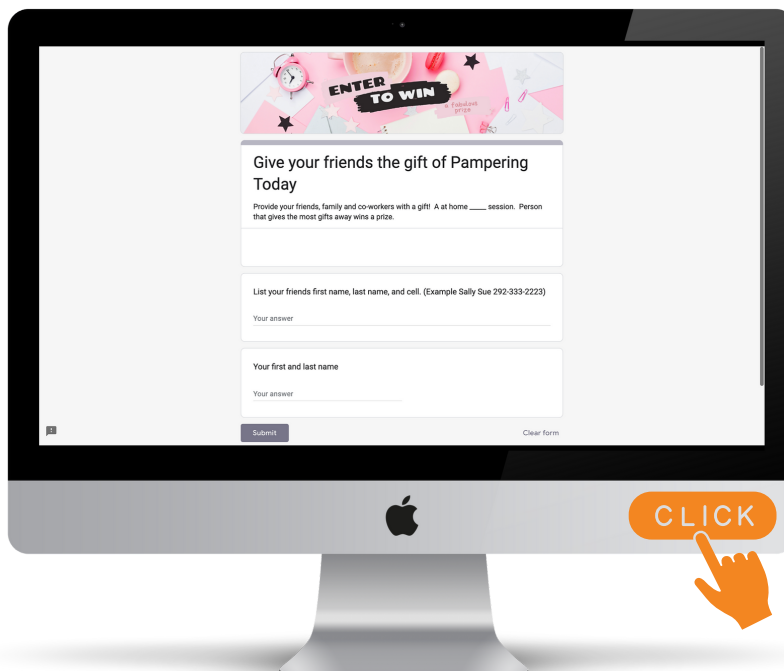 ENTER
TO WIN
a fabulous
prize
Give your friends the gift of Pampering
Today
Provide your friends, family and co-workers with a gift! A at home ____ session. Person
that gives the most gifts away wins a prize.
List your friends first name, last name, and cell. (Example Sally Sue 292-333-2223)
Your answer
Your first and last name
Your answer
Submit
Clear form
CLICK